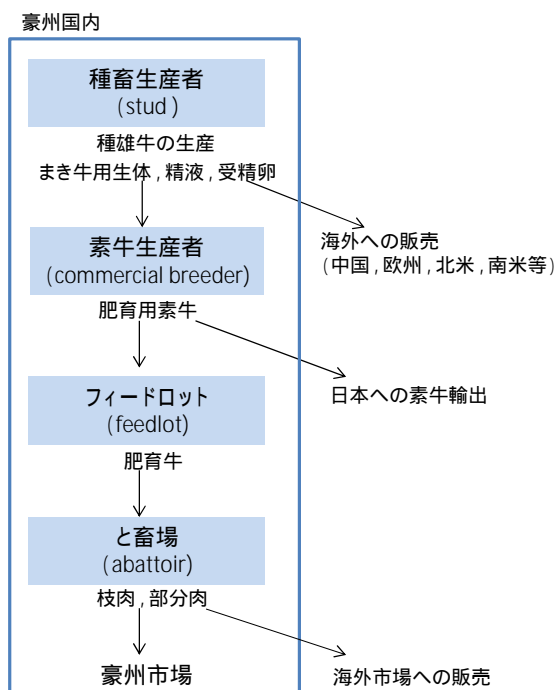 豪州国内
種畜生産者
(stud)
種雄牛の生産
まき牛用生体,精液,受精卵
海外への販売
(中国,欧州,北米,南米等)
素牛生産者
(commercial breeder)
肥育用素牛
日本への素牛輸出
フィードロット
(feedlot)
肥育牛
と畜場
(abattoir)
枝肉,部分肉
豪州市場
海外市場への販売